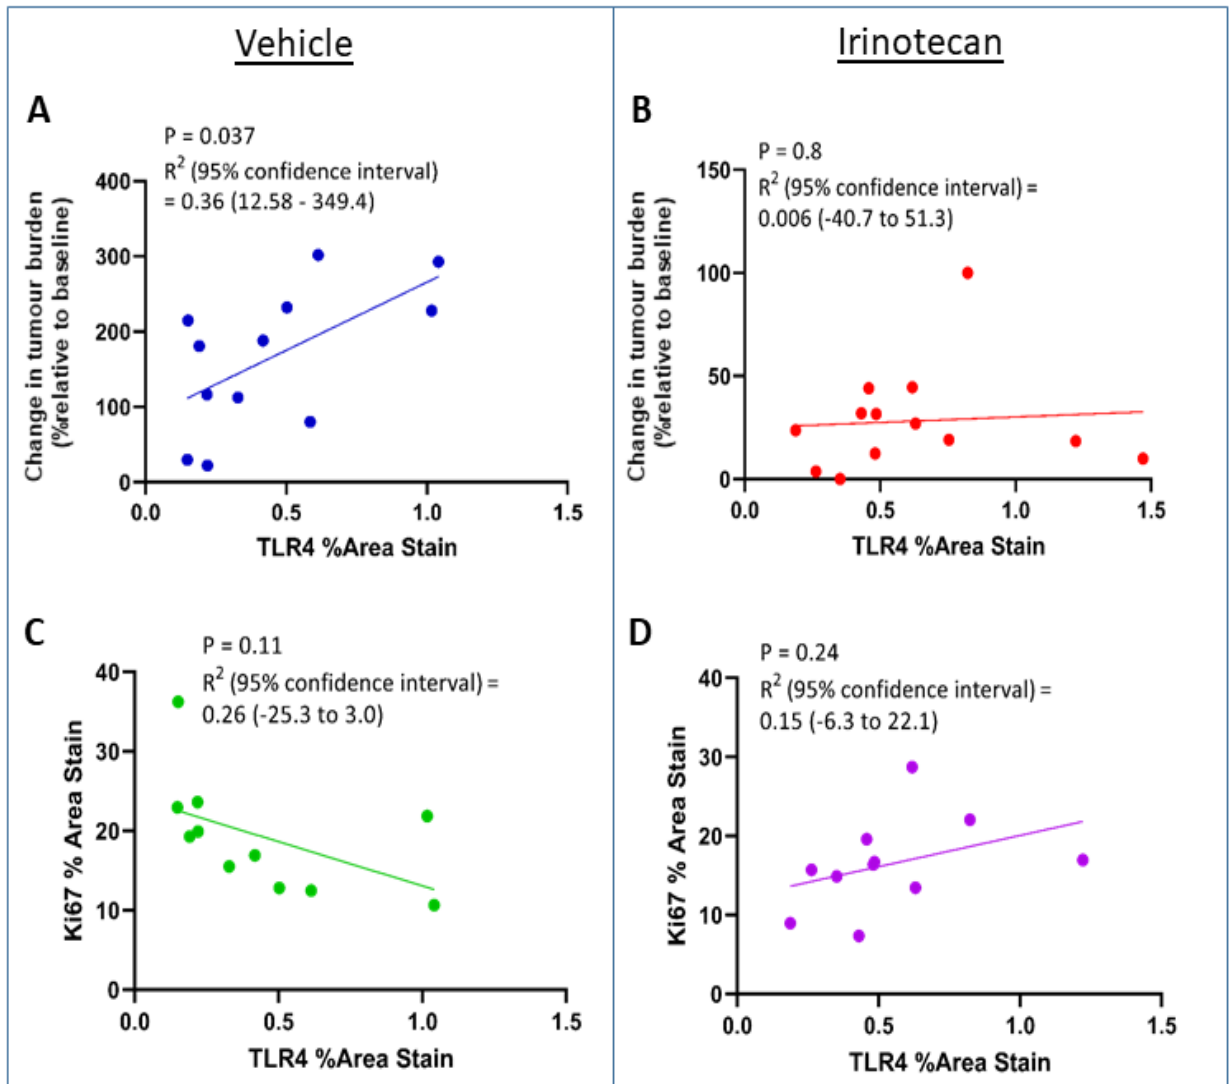 Vehicle
Irinotecan
A
P = 0.037
R² (95% confidence interval)
= 0.36 (12.58 - 349.4)
Change in tumour burden
(%relative to baseline)
400
300
200
100
0
0.0 0.5 1.0 1.5
TLR4 %Area Stain
B
P = 0.8
R² (95% confidence interval) =
0.006 (-40.7 to 51.3)
Change in tumour burden
(%relative to baseline)
150
100
50
0
0.0 0.5 1.0 1.5
TLR4 %Area Stain
C
P = 0.11
R² (95% confidence interval) =
0.26 (-25.3 to 3.0)
Ki67 % Area Stain
40
30
20
10
0
0.0 0.5 1.0 1.5
TLR4 %Area Stain
D
P = 0.24
R² (95% confidence interval) =
0.15 (-6.3 to 22.1)
Ki67 % Area Stain
40
30
20
10
0
0.0 0.5 1.0 1.5
TLR4 %Area Stain